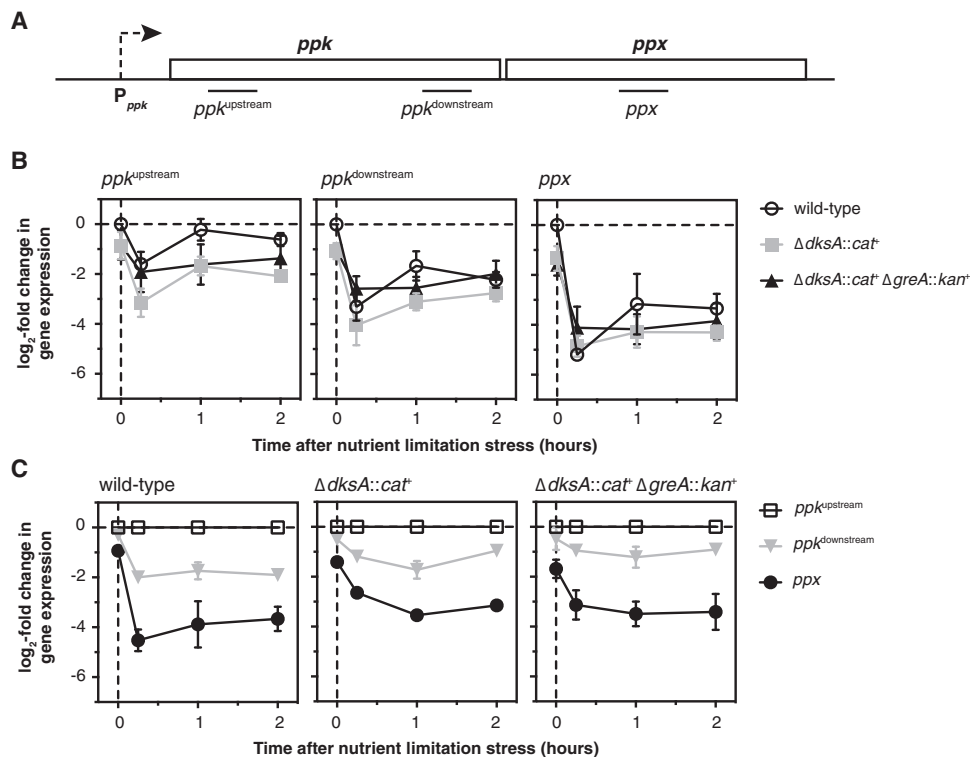 A
ppk ppx
P ppk
ppk upstream ppk downstream ppx
B
ppk upstream ppk downstream ppx
log2-fold change in
gene expression
0
-2
-4
-6
0 1 2 0 1 2 0 1 2
Time after nutrient limitation stress (hours)
wild-type
ΔdksA::cat+
ΔdksA::cat+ ΔgreA::kan+
C
wild-type ΔdksA::cat+ ΔdksA::cat+ ΔgreA::kan+
log2-fold change in
gene expression
0
-2
-4
-6
0 1 2 0 1 2 0 1 2
Time after nutrient limitation stress (hours)
ppk upstream
ppk downstream
ppx